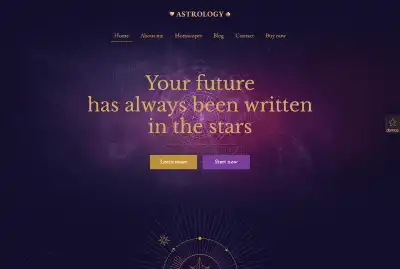 ASTROLOGY
Home About me Horoscopes Blog Contact Buy now
Your future
has always been written
in the stars
Learn more Start now